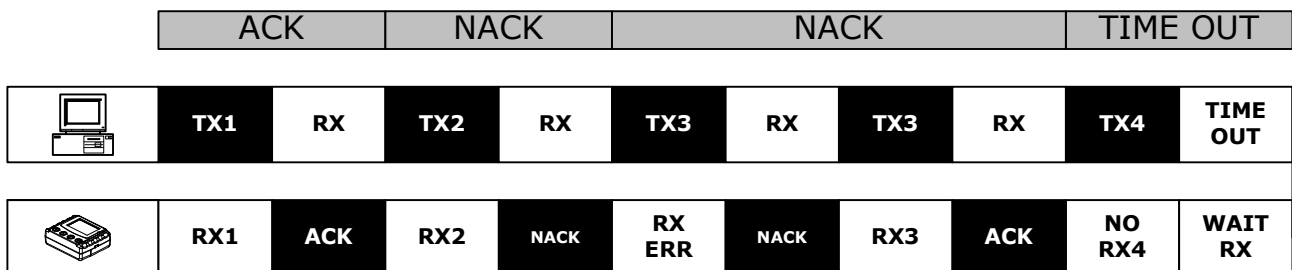 ACK NACK NACK TIME OUT
TX1 RX TX2 RX TX3 RX TX3 RX TX4 TIME OUT
RX1 ACK RX2 NACK RX ERR NACK RX3 ACK NO RX4 WAIT RX